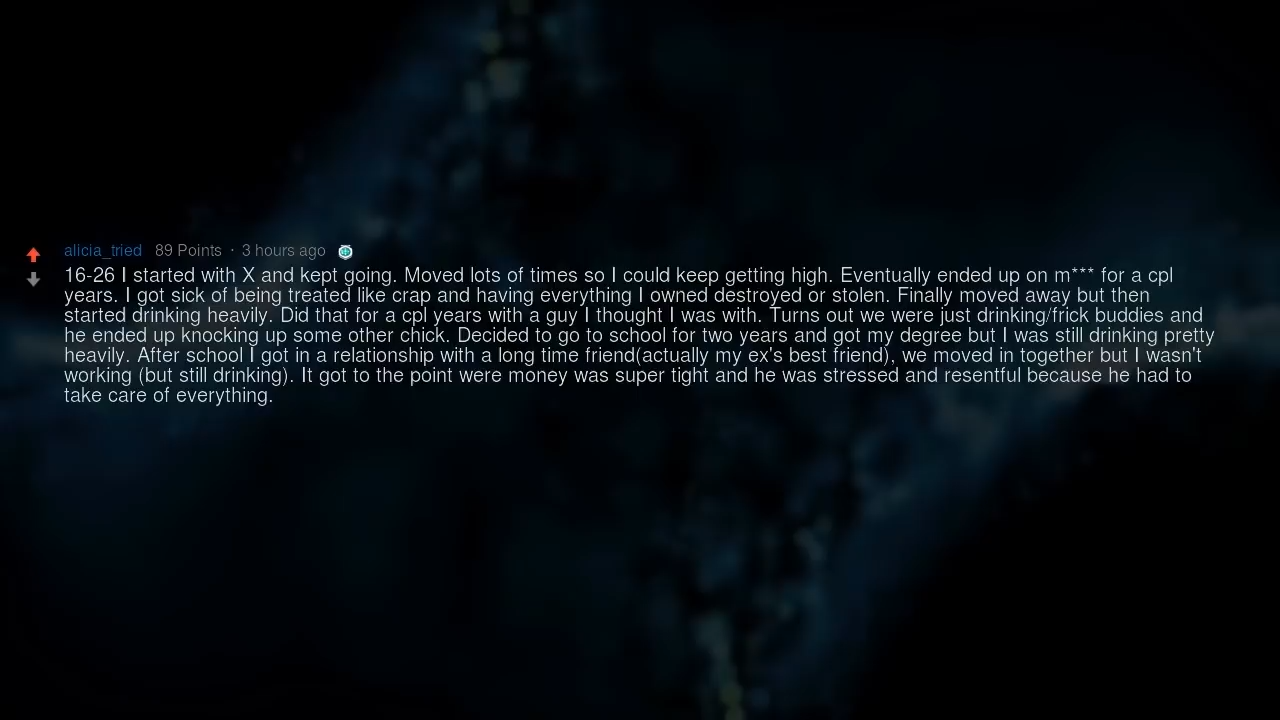 alicia_tried 89 Points · 3 hours ago
16-26 I started with X and kept going. Moved lots of times so I could keep getting high. Eventually ended up on m*** for a cpl
years. I got sick of being treated like crap and having everything I owned destroyed or stolen. Finally moved away but then
started drinking heavily. Did that for a cpl years with a guy I thought I was with. Turns out we were just drinking/frick buddies and
he ended up knocking up some other chick. Decided to go to school for two years and got my degree but I was still drinking pretty
heavily. After school I got in a relationship with a long time friend(actually my ex's best friend), we moved in together but I wasn't
working (but still drinking). It got to the point were money was super tight and he was stressed and resentful because he had to
take care of everything.